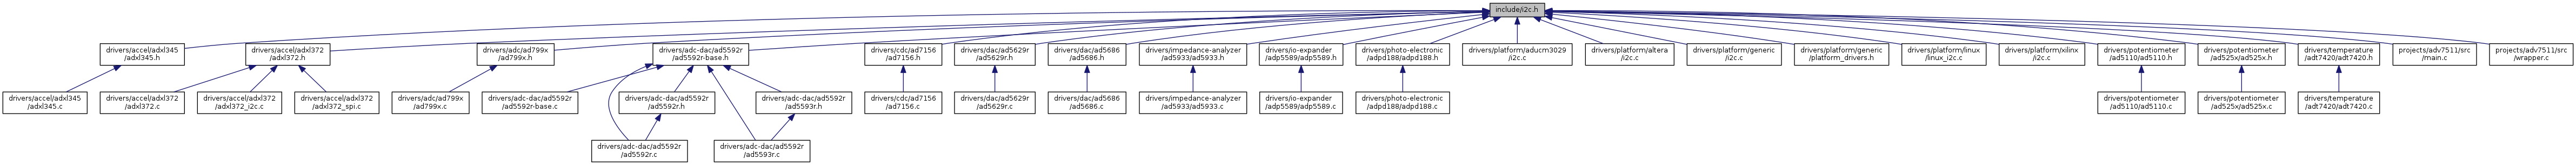 include/i2c.h
drivers/accel/adxl345
/adxl345.h
drivers/accel/adxl372
/adxl372.h
drivers/adc/ad799x
/ad799x.h
drivers/adc-dac/ad5592r
/ad5592r-base.h
drivers/cdc/ad7156
/ad7156.h
drivers/dac/ad5629r
/ad5629r.h
drivers/dac/ad5686
/ad5686.h
drivers/impedance-analyzer
/ad5933/ad5933.h
drivers/io-expander
/adp5589/adp5589.h
drivers/photo-electronic
/adpd188/adpd188.h
drivers/platform/aducm3029
/i2c.c
drivers/platform/altera
/i2c.c
drivers/platform/generic
/i2c.c
drivers/platform/generic
/platform_drivers.h
drivers/platform/linux
/linux_i2c.c
drivers/platform/xilinx
/i2c.c
drivers/potentiometer
/ad5110/ad5110.h
drivers/potentiometer
/ad525x/ad525x.h
drivers/temperature
/adt7420/adt7420.h
projects/adv7511/src
/main.c
projects/adv7511/src
/wrapper.c
drivers/accel/adxl345
/adxl345.c
drivers/accel/adxl372
/adxl372.c
drivers/accel/adxl372
/adxl372_i2c.c
drivers/accel/adxl372
/adxl372_spi.c
drivers/adc/ad799x
/ad799x.c
drivers/adc-dac/ad5592r
/ad5592r-base.c
drivers/adc-dac/ad5592r
/ad5592r.h
drivers/adc-dac/ad5592r
/ad5593r.h
drivers/cdc/ad7156
/ad7156.c
drivers/dac/ad5629r
/ad5629r.c
drivers/dac/ad5686
/ad5686.c
drivers/impedance-analyzer
/ad5933/ad5933.c
drivers/io-expander
/adp5589/adp5589.c
drivers/photo-electronic
/adpd188/adpd188.c
drivers/potentiometer
/ad5110/ad5110.c
drivers/potentiometer
/ad525x/ad525x.c
drivers/temperature
/adt7420/adt7420.c
drivers/adc-dac/ad5592r
/ad5592r.c
drivers/adc-dac/ad5592r
/ad5593r.c